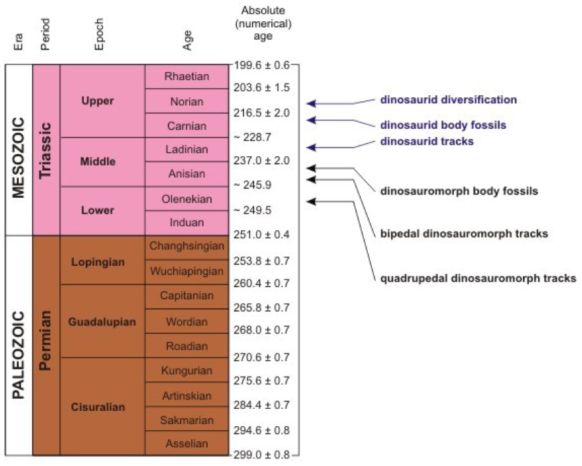 Era
Period
Epoch
Age
Absolute
(numerical)
age
MESOZOIC
PALEOZOIC
Triassic
Permian
Upper
Middle
Lower
Lopingian
Guadalupian
Cisuralian
Rhaetian
Norian
Carnian
Ladinian
Anisian
Olenekian
Induan
Changhsingian
Wuchiapingian
Capitanian
Wordian
Roadian
Kungurian
Artinskian
Sakmarian
Asselian
199.6 ± 0.6
203.6 ± 1.5
216.5 ± 2.0
~ 228.7
237.0 ± 2.0
~ 245.9
~ 249.5
251.0 ± 0.4
253.8 ± 0.7
260.4 ± 0.7
265.8 ± 0.7
268.0 ± 0.7
270.6 ± 0.7
275.6 ± 0.7
284.4 ± 0.7
294.6 ± 0.8
299.0 ± 0.8
dinosaurid diversification
dinosaurid body fossils
dinosaurid tracks
dinosauromorph body fossils
bipedal dinosauromorph tracks
quadrupedal dinosauromorph tracks